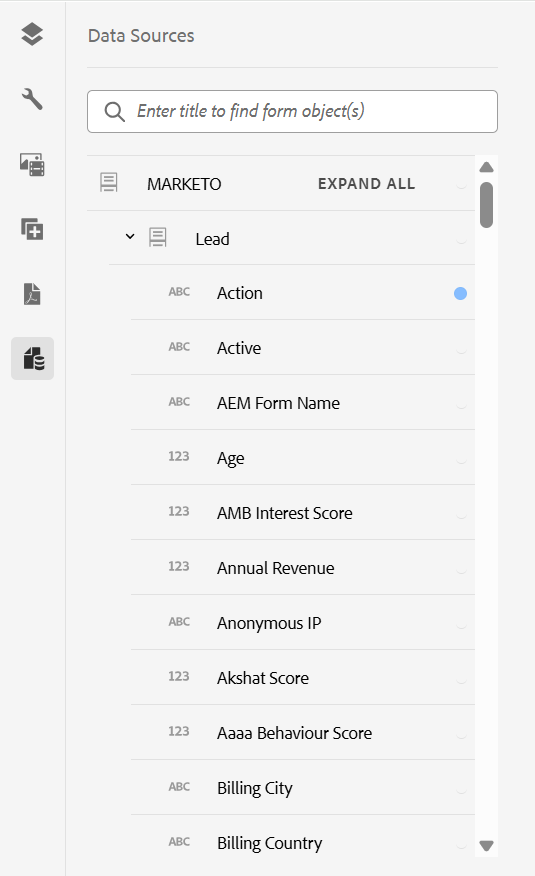 Data Sources
Enter title to find form object(s)
MARKETO EXPAND ALL
Lead
ABC Action
ABC Active
ABC AEM Form Name
123 Age
123 AMB Interest Score
123 Annual Revenue
ABC Anonymous IP
123 Akshat Score
123 Aaaa Behaviour Score
ABC Billing City
ABC Billing Country